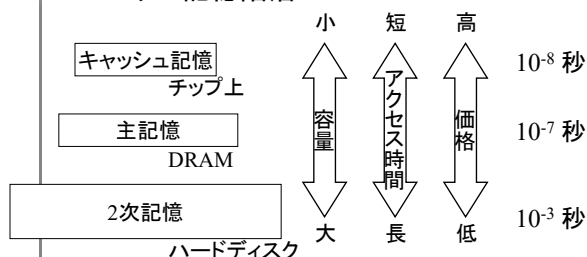 小 短 高
キャッシュ記憶
チップ上
10-8 秒
主記憶
DRAM
容量
アクセス時間
価格
10-7 秒
2次記憶
ハードディスク
大 長 低
10-3 秒